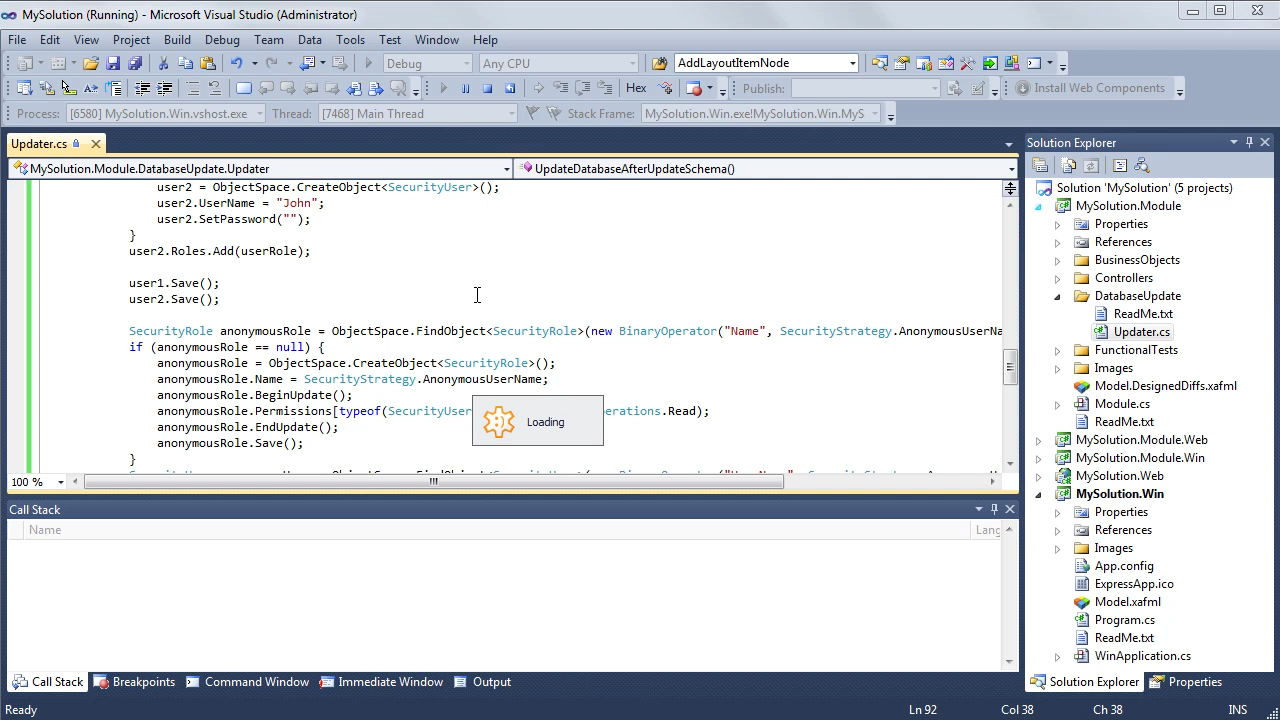 MySolution (Running) - Microsoft Visual Studio (Administrator)
File Edit View Project Build Debug Team Data Tools Test Window Help
Debug Any CPU AddLayoutItemNode
Hex Publish: Install Web Components
Process: [6580] MySolution.Win.vshost.exe Thread: [7468] Main Thread Stack Frame: MySolution.Win.exe!MySolution.Win.MyS
Updater.cs
MySolution.Module.DatabaseUpdate.Updater UpdateDatabaseAfterUpdateSchema()
user2 = ObjectSpace.CreateObject<SecurityUser>();
user2.UserName = "John";
user2.SetPassword("");
}
user2.Roles.Add(userRole);
user1.Save();
user2.Save();
SecurityRole anonymousRole = ObjectSpace.FindObject<SecurityRole>(new BinaryOperator("Name", SecurityStrategy.AnonymousUserNa
if (anonymousRole == null) {
anonymousRole = ObjectSpace.CreateObject<SecurityRole>();
anonymousRole.Name = SecurityStrategy.AnonymousUserName;
anonymousRole.BeginUpdate();
anonymousRole.Permissions[typeof(SecurityUser erations.Read);
anonymousRole.EndUpdate();
anonymousRole.Save();
}
Loading
100 %
Call Stack
Name Lang
Call Stack Breakpoints Command Window Immediate Window Output
Solution Explorer
Solution 'MySolution' (5 projects)
MySolution.Module
Properties
References
BusinessObjects
Controllers
DatabaseUpdate
ReadMe.txt
Updater.cs
FunctionalTests
Images
Model.DesignedDiffs.xafml
Module.cs
ReadMe.txt
MySolution.Module.Web
MySolution.Module.Win
MySolution.Web
MySolution.Win
Properties
References
Images
App.config
ExpressApp.ico
Model.xafml
Program.cs
ReadMe.txt
WinApplication.cs
Solution Explorer Properties
Ready Ln 92 Col 38 Ch 38 INS